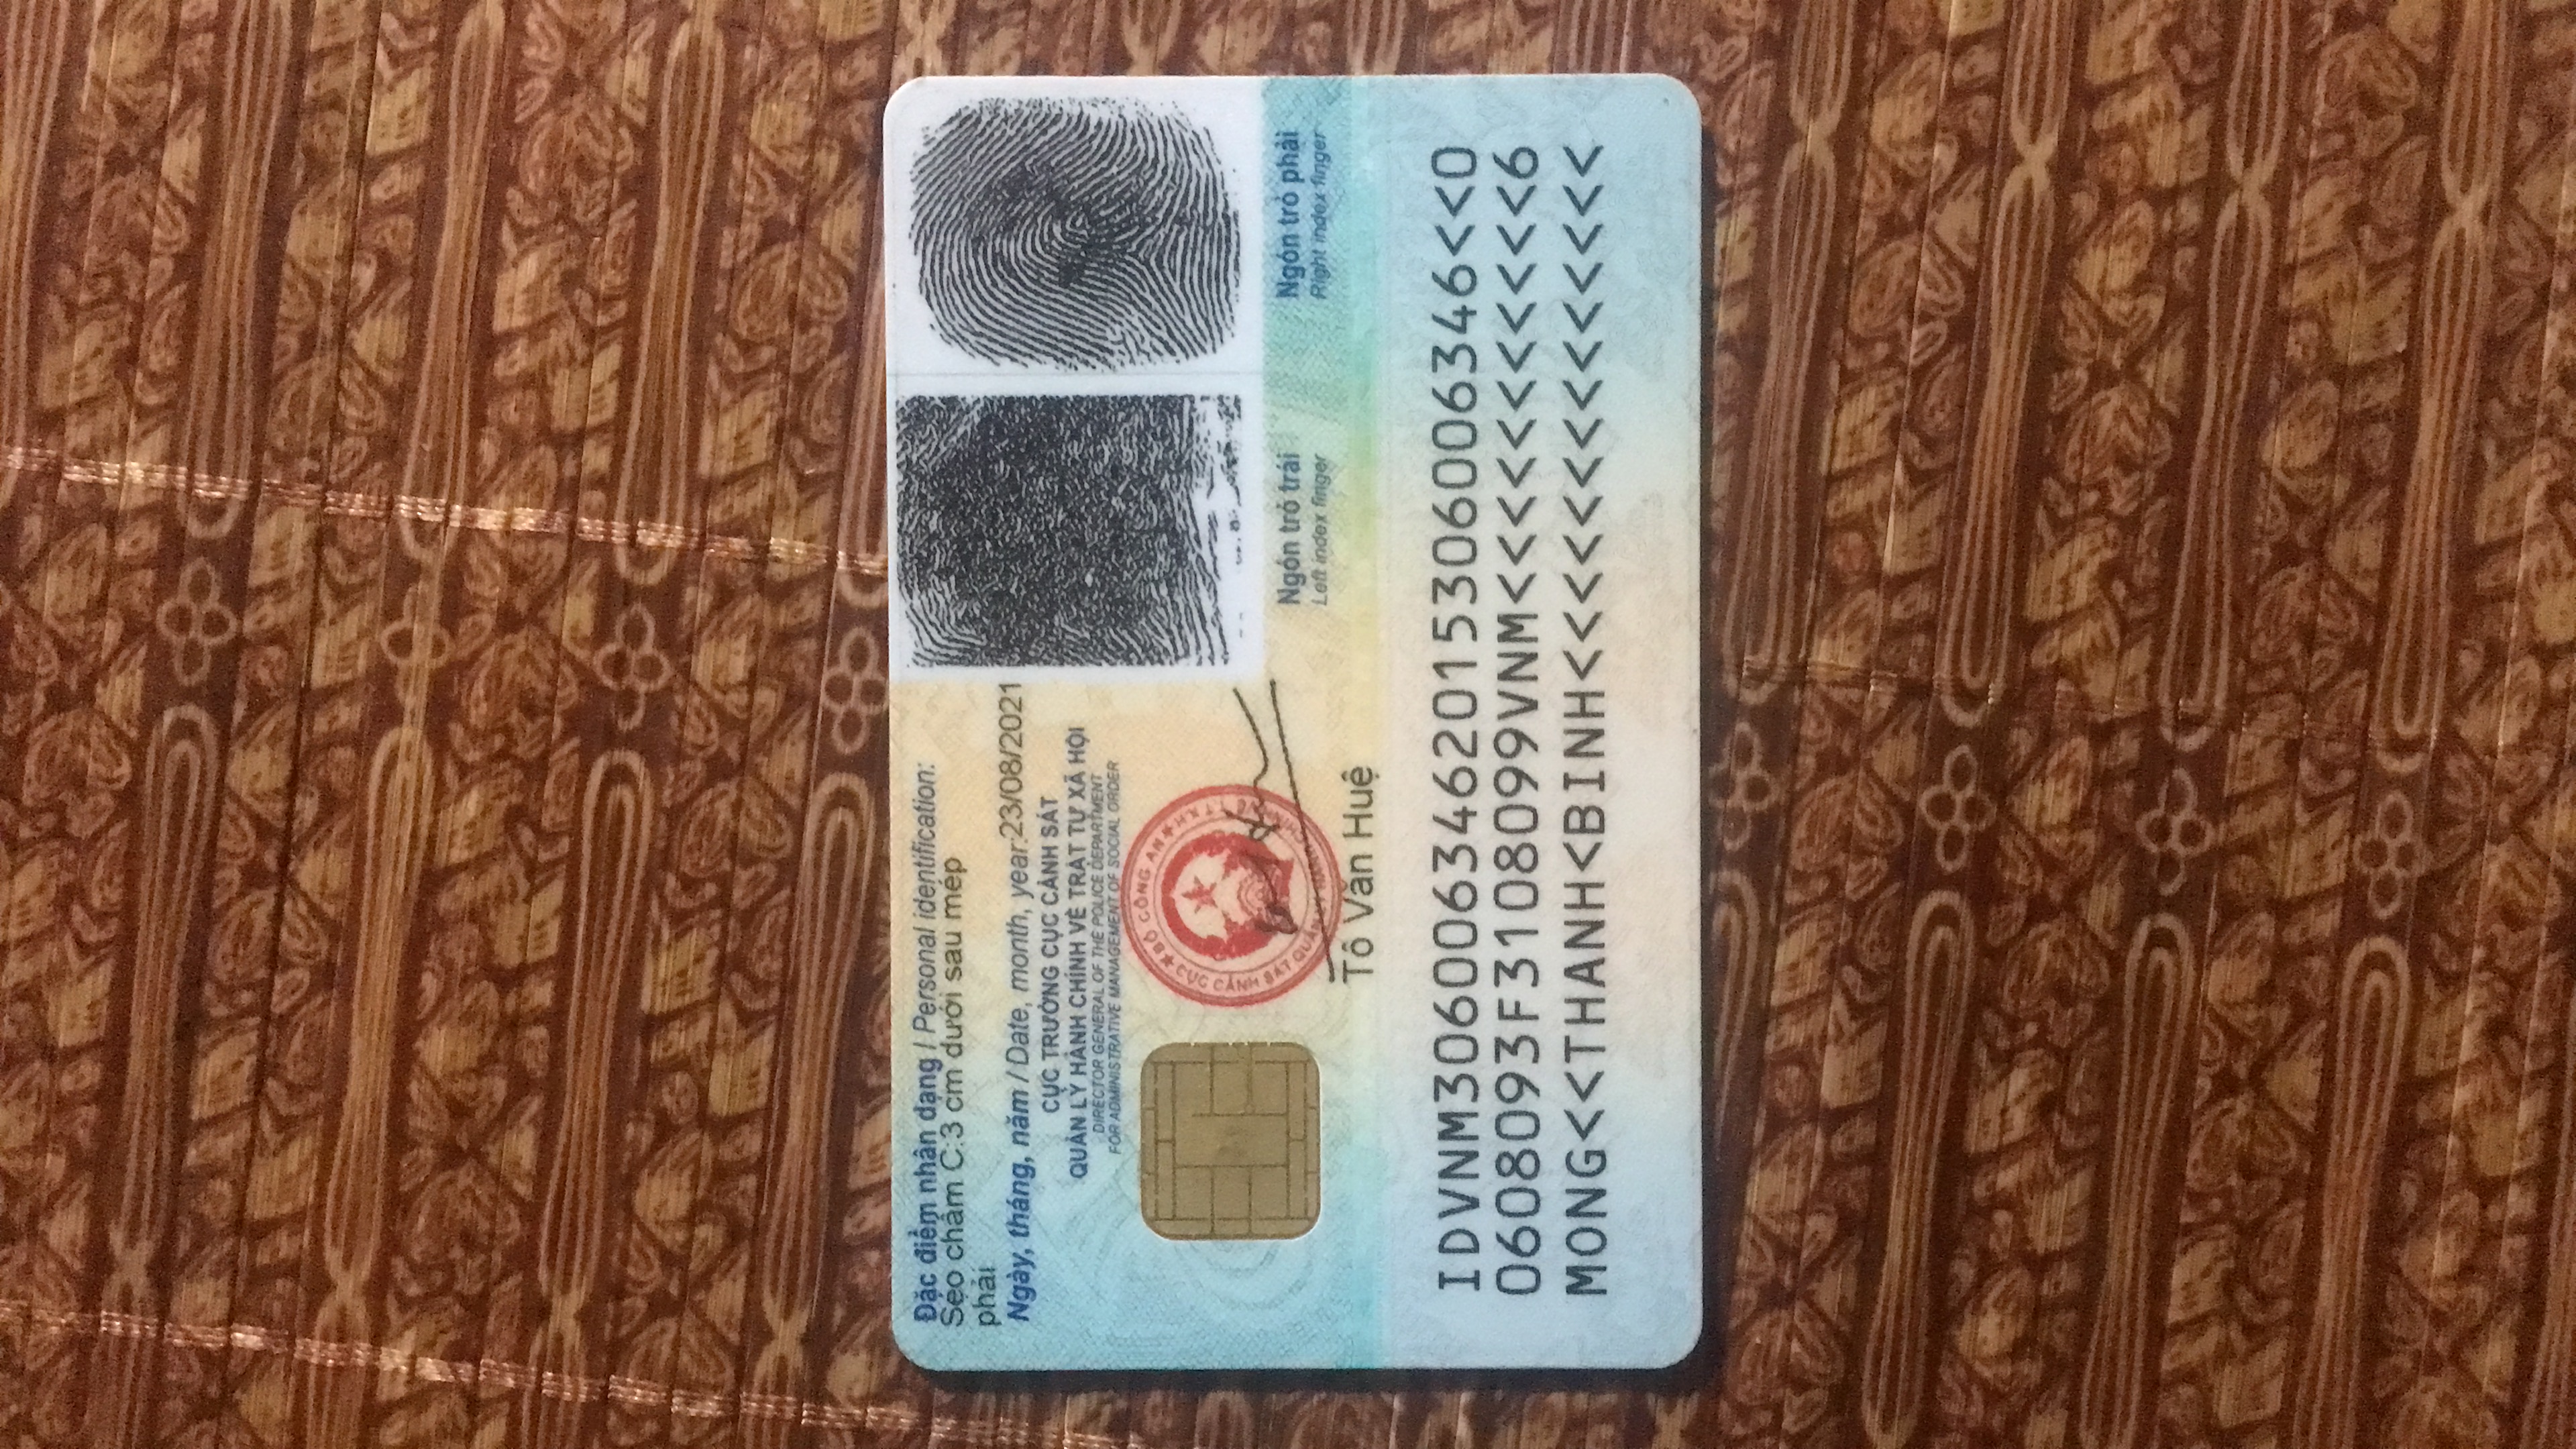 Đặc điểm nhân dạng / Personal identification:
Sẹo chấm C:3 cm dưới sau mép
phải
Ngày, tháng, năm / Date, month, year:23/08/2021
CỤC TRƯỞNG CỤC CẢNH SÁT
QUẢN LÝ HÀNH CHÍNH VỀ TRẬT TỰ XÃ HỘI
DIRECTOR GENERAL OF THE POLICE DEPARTMENT
FOR ADMINISTRATIVE MANAGEMENT OF SOCIAL ORDER
BỘ CÔNG AN
CỤC CẢNH SÁT QUẢN LÝ HÀNH CHÍNH
Tô Văn Huệ
Ngón trỏ trái
Left index finger
Ngón trỏ phải
Right index finger
IDVNM3060063462015306006346<<0
0608093F3108099VNM<<<<<<<<<<<6
MONG<<THANH<BINH<<<<<<<<<<<<<<<